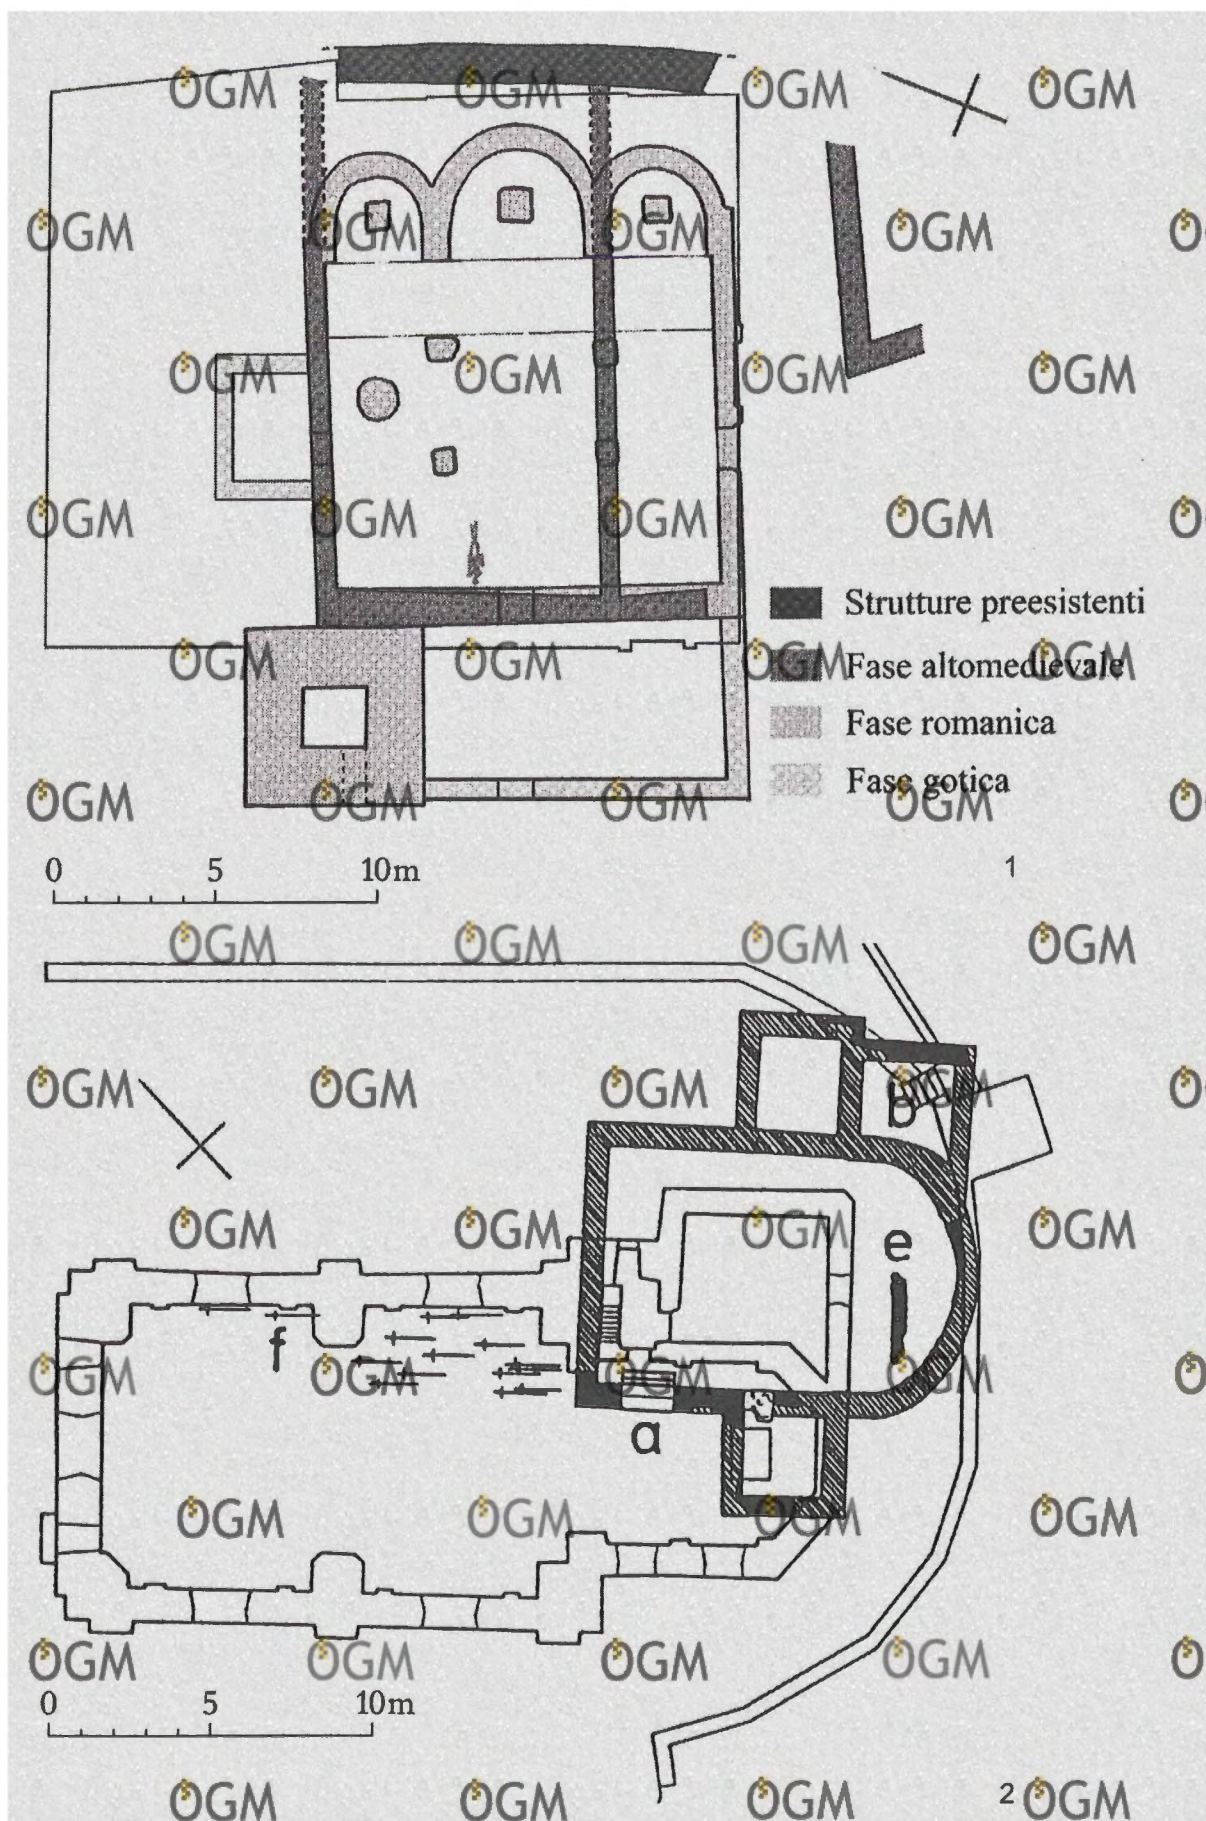 Strutture preesistenti
Fase altomedievale
Fase romanica
Fase gotica
0 5 10m
1
b
e
f
a
0 5 10m
2
OGM